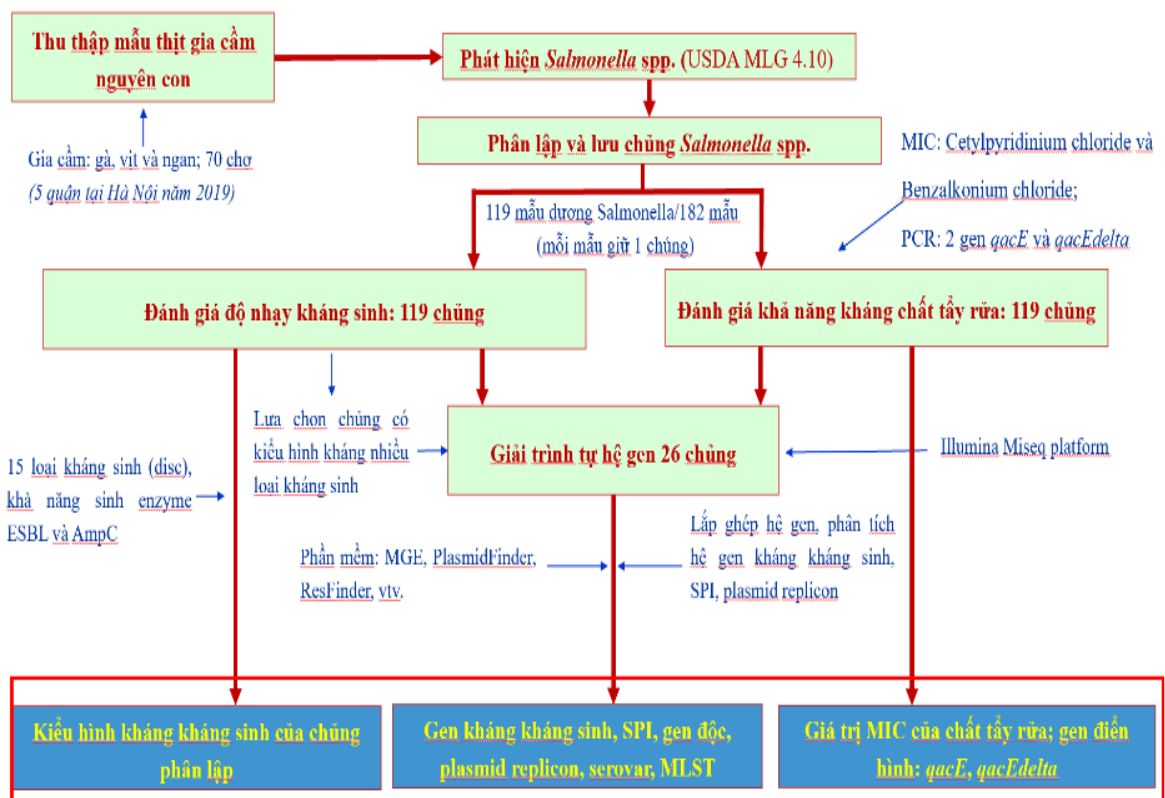 Thu thập mẫu thịt gia cầm
nguyên con
Phát hiện Salmonella spp. (USDA MLG 4.10)
Gia cầm: gà, vịt và ngan; 70 chợ
(5 quận tại Hà Nội năm 2019)
Phân lập và lưu chủng Salmonella spp.
MIC: Cetylpyridinium chloride và
Benzalkonium chloride;
PCR: 2 gen qacE và qacEdelta
119 mẫu dương Salmonella/182 mẫu
(mỗi mẫu giữ 1 chủng)
Đánh giá độ nhạy kháng sinh: 119 chủng
Đánh giá khả năng kháng chất tẩy rửa: 119 chủng
Lưa chon chủng có
kiểu hình kháng nhiều
loại kháng sinh
Giải trình tự hệ gen 26 chủng
Illumina Miseq platform
15 loại kháng sinh (disc),
khả năng sinh enzyme
ESBL và AmpC
Phần mềm: MGE, PlasmidFinder,
ResFinder, vtv.
Lắp ghép hệ gen, phân tích
hệ gen kháng kháng sinh,
SPI, plasmid replicon
Kiểu hình kháng kháng sinh của chủng
phân lập
Gen kháng kháng sinh, SPI, gen độc,
plasmid replicon, serovar, MLST
Giá trị MIC của chất tẩy rửa; gen điển
hình: qacE, qacEdelta